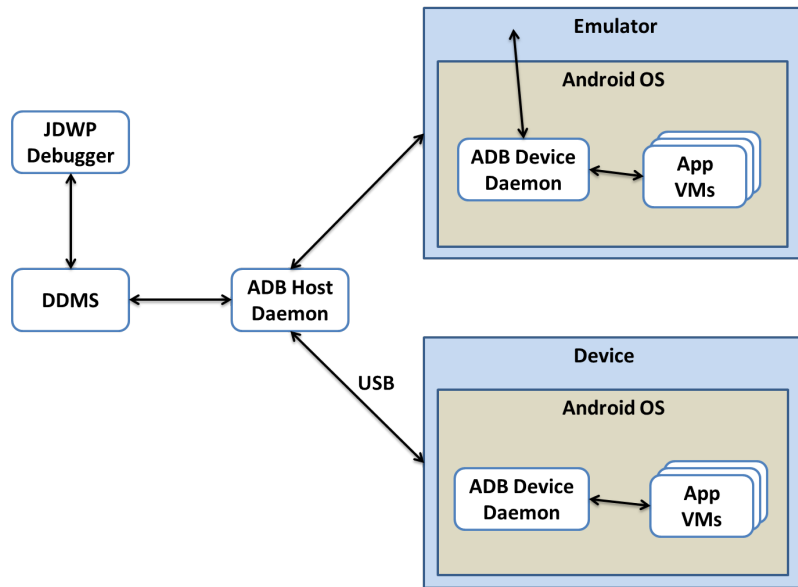 Emulator
Android OS
JDWP
Debugger
ADB Device
Daemon
App
VMs
DDMS
ADB Host
Daemon
USB
Device
Android OS
ADB Device
Daemon
App
VMs